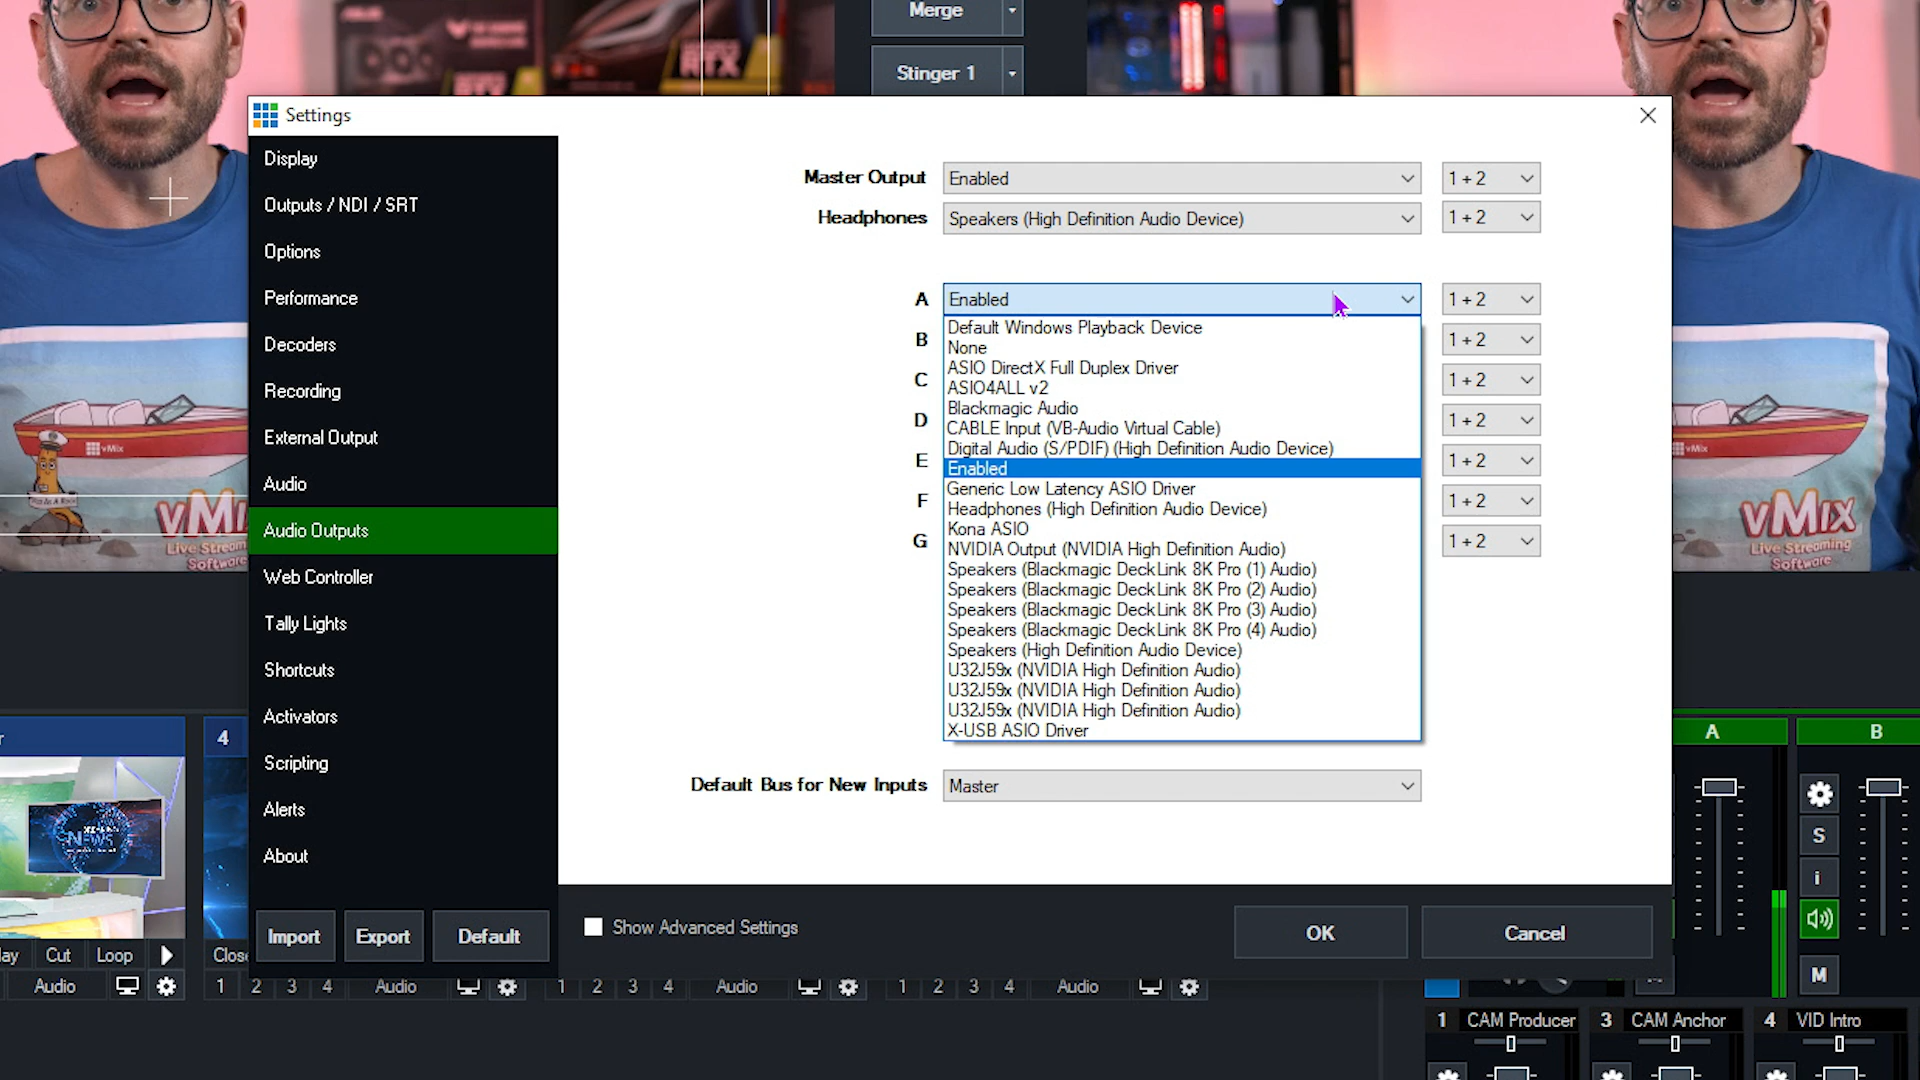 Merge
Stinger 1
RTX
Settings
Display
Outputs / NDI / SRT
Options
Performance
Decoders
Recording
External Output
Audio
Audio Outputs
Web Controller
Tally Lights
Shortcuts
Activators
Scripting
Alerts
About
Import Export Default
Master Output Enabled 1 + 2
Headphones Speakers (High Definition Audio Device) 1 + 2
A Enabled 1 + 2
B 1 + 2
C 1 + 2
D 1 + 2
E 1 + 2
F 1 + 2
G 1 + 2
Default Windows Playback Device
None
ASIO DirectX Full Duplex Driver
ASIO4ALL v2
Blackmagic Audio
CABLE Input (VB-Audio Virtual Cable)
Digital Audio (S/PDIF) (High Definition Audio Device)
Enabled
Generic Low Latency ASIO Driver
Headphones (High Definition Audio Device)
Kona ASIO
NVIDIA Output (NVIDIA High Definition Audio)
Speakers (Blackmagic DeckLink 8K Pro (1) Audio)
Speakers (Blackmagic DeckLink 8K Pro (2) Audio)
Speakers (Blackmagic DeckLink 8K Pro (3) Audio)
Speakers (Blackmagic DeckLink 8K Pro (4) Audio)
Speakers (High Definition Audio Device)
U32J59x (NVIDIA High Definition Audio)
U32J59x (NVIDIA High Definition Audio)
U32J59x (NVIDIA High Definition Audio)
X-USB ASIO Driver
Default Bus for New Inputs Master
Show Advanced Settings
OK Cancel
vMix
Live Streaming
Software
vMix
4
NEWS
Cut Loop
Audio
1 2 3 4 Audio
1 2 3 4 Audio
1 2 3 4 Audio
A B
S
i
M
1 CAM Producer 3 CAM Anchor 4 VID Intro